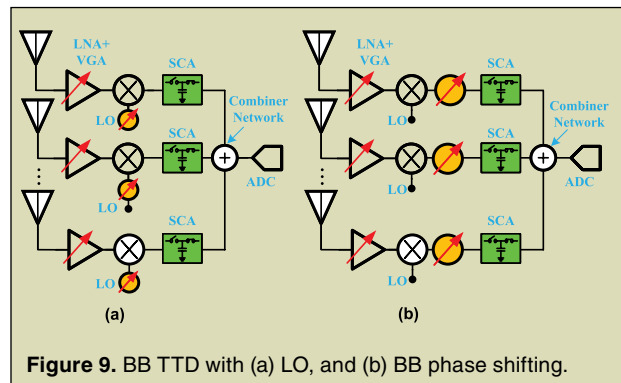 LNA+
VGA
SCA
Combiner
Network
LO
SCA
LO
ADC
SCA
LO
(a)
LNA+
VGA
SCA
Combiner
Network
LO
SCA
LO
ADC
SCA
LO
(b)
Figure 9. BB TTD with (a) LO, and (b) BB phase shifting.